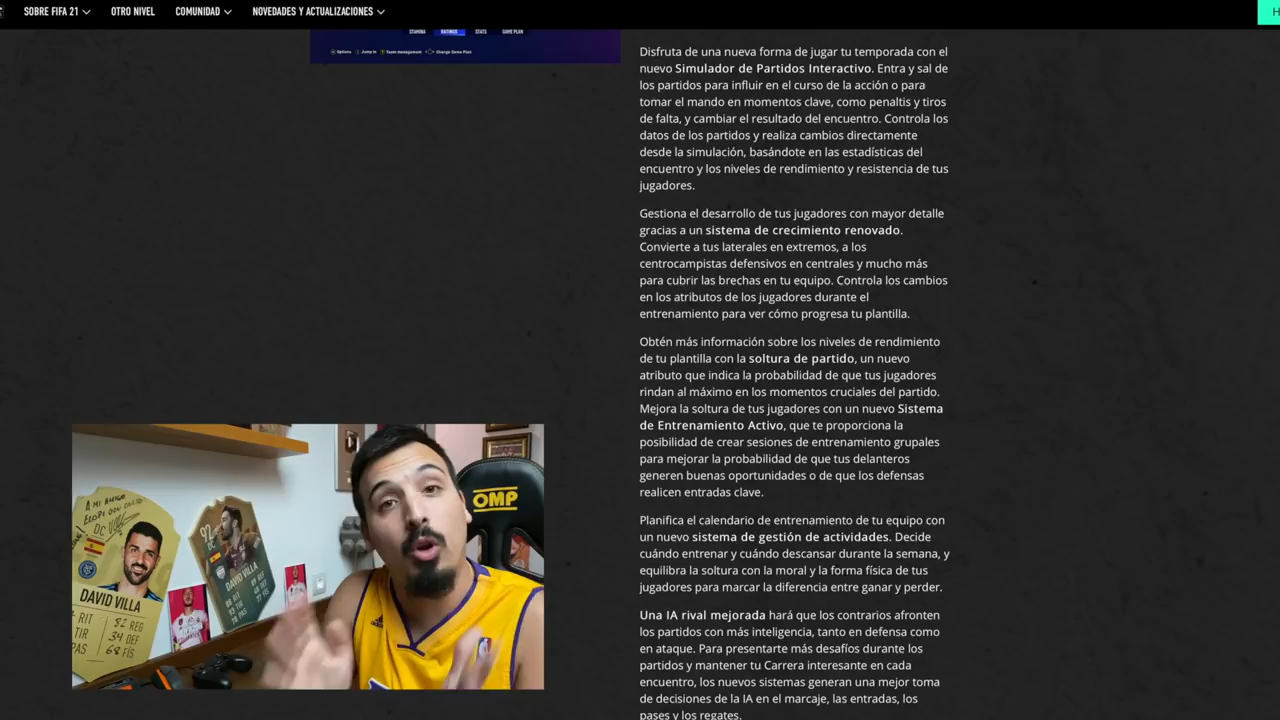 SOBRE FIFA 21
OTRO NIVEL
COMUNIDAD
NOVEDADES Y ACTUALIZACIONES
H
STAMINA
RATINGS
STATS
GAME PLAN
Options
Jump In
Team management
Change Game Plan
Disfruta de una nueva forma de jugar tu temporada con el
nuevo Simulador de Partidos Interactivo. Entra y sal de
los partidos para influir en el curso de la acción o para
tomar el mando en momentos clave, como penaltis y tiros
de falta, y cambiar el resultado del encuentro. Controla los
datos de los partidos y realiza cambios directamente
desde la simulación, basándote en las estadísticas del
encuentro y los niveles de rendimiento y resistencia de tus
jugadores.
Gestiona el desarrollo de tus jugadores con mayor detalle
gracias a un sistema de crecimiento renovado.
Convierte a tus laterales en extremos, a los
centrocampistas defensivos en centrales y mucho más
para cubrir las brechas en tu equipo. Controla los cambios
en los atributos de los jugadores durante el
entrenamiento para ver cómo progresa tu plantilla.
Obtén más información sobre los niveles de rendimiento
de tu plantilla con la soltura de partido, un nuevo
atributo que indica la probabilidad de que tus jugadores
rindan al máximo en los momentos cruciales del partido.
Mejora la soltura de tus jugadores con un nuevo Sistema
de Entrenamiento Activo, que te proporciona la
posibilidad de crear sesiones de entrenamiento grupales
para mejorar la probabilidad de que tus delanteros
generen buenas oportunidades o de que los defensas
realicen entradas clave.
Planifica el calendario de entrenamiento de tu equipo con
un nuevo sistema de gestión de actividades. Decide
cuándo entrenar y cuándo descansar durante la semana, y
equilibra la soltura con la moral y la forma física de tus
jugadores para marcar la diferencia entre ganar y perder.
Una IA rival mejorada hará que los contrarios afronten
los partidos con más inteligencia, tanto en defensa como
en ataque. Para presentarte más desafíos durante los
partidos y mantener tu Carrera interesante en cada
encuentro, los nuevos sistemas generan una mejor toma
de decisiones de la IA en el marcaje, las entradas, los
pases y los regates.
OMP
A MI AMIGO
DC
DAVID VILLA
RIT 82 REG
TIR 34 DEF
PAS 68 FÍS
92
DC
DAVID VILLA